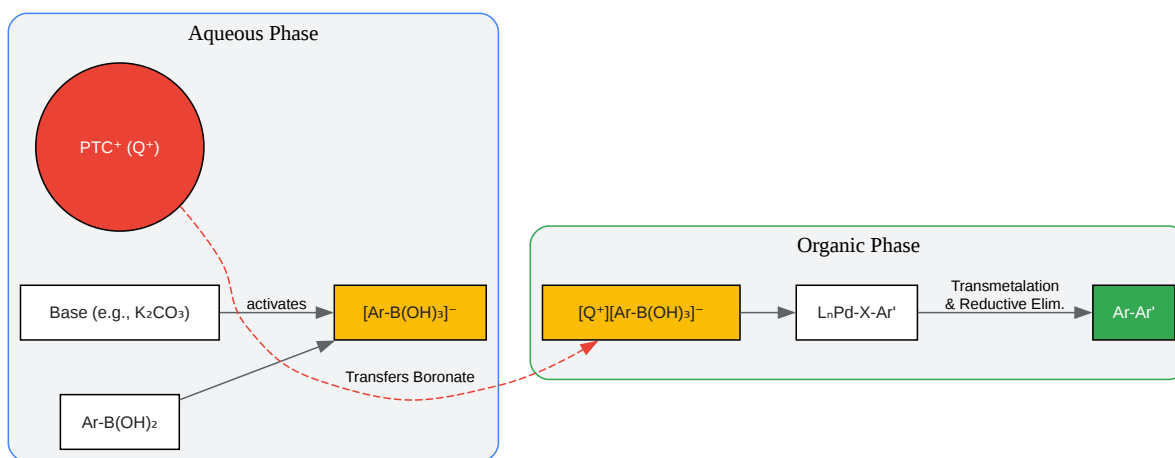 Aqueous Phase
PTC⁺ (Q⁺)
Base (e.g., K₂CO₃)
activates
[Ar-B(OH)₃]⁻
Ar-B(OH)₂
Transfers Boronate
Organic Phase
[Q⁺][Ar-B(OH)₃]⁻
LₙPd-X-Ar'
Transmetalation
& Reductive Elim.
Ar-Ar'